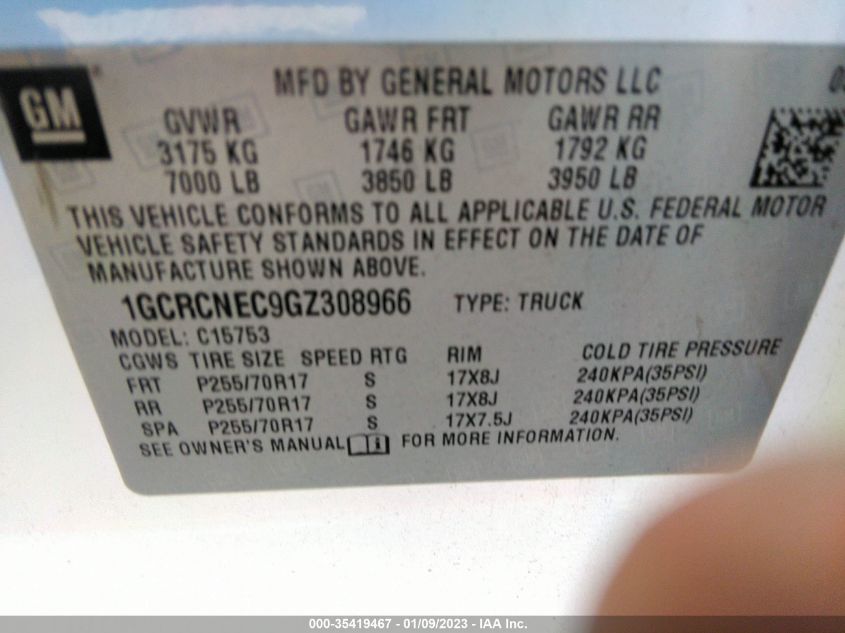 MFD BY GENERAL MOTORS LLC
GM
GVWR GAWR FRT GAWR RR
3175 KG 1746 KG 1792 KG
7000 LB 3850 LB 3950 LB
THIS VEHICLE CONFORMS TO ALL APPLICABLE U.S. FEDERAL MOTOR
VEHICLE SAFETY STANDARDS IN EFFECT ON THE DATE OF
MANUFACTURE SHOWN ABOVE.
1GCRCNEC9GZ308966 TYPE: TRUCK
MODEL: C15753
CGWS TIRE SIZE SPEED RTG RIM COLD TIRE PRESSURE
FRT P255/70R17 S 17X8J 240KPA(35PSI)
RR P255/70R17 S 17X8J 240KPA(35PSI)
SPA P255/70R17 S 17X7.5J 240KPA(35PSI)
SEE OWNER'S MANUAL FOR MORE INFORMATION.
000-35419467 - 01/09/2023 - IAA Inc.